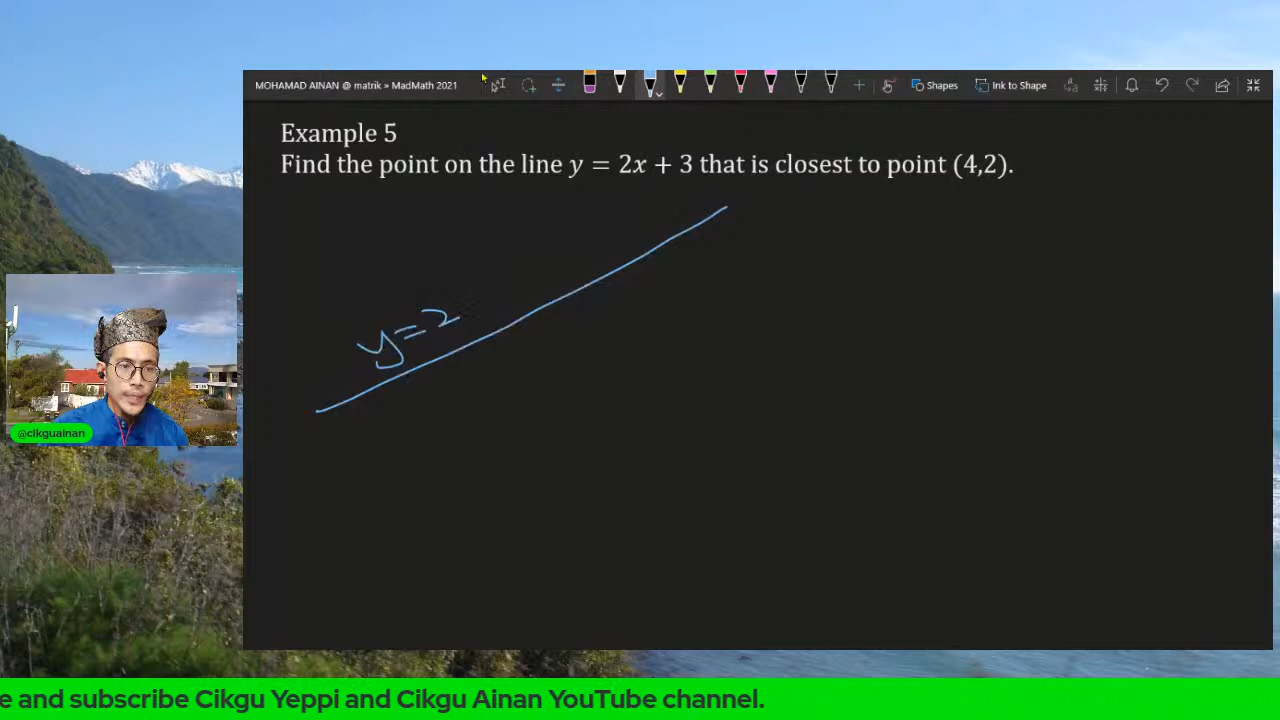 MOHAMAD AINAN @ matrik » MadMath 2021
Shapes
Ink to Shape
Example 5
Find the point on the line y = 2x + 3 that is closest to point (4,2).
y=2
@cikguainan
e and subscribe Cikgu Yeppi and Cikgu Ainan YouTube channel.